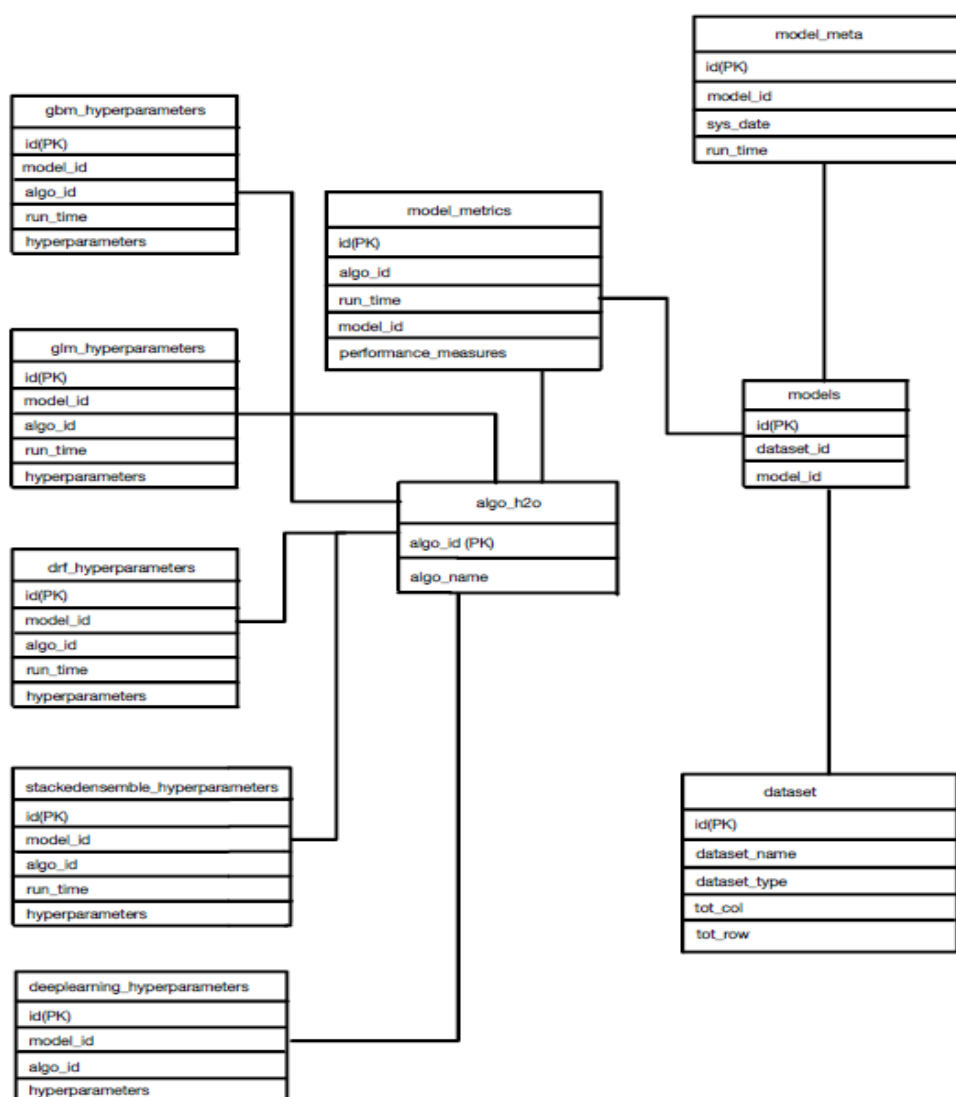 model_meta
id(PK)
model_id
sys_date
run_time
gbm_hyperparameters
id(PK)
model_id
algo_id
run_time
hyperparameters
model_metrics
id(PK)
algo_id
run_time
model_id
performance_measures
glm_hyperparameters
id(PK)
model_id
algo_id
run_time
hyperparameters
models
id(PK)
dataset_id
model_id
algo_h2o
algo_id (PK)
algo_name
drf_hyperparameters
id(PK)
model_id
algo_id
run_time
hyperparameters
stackedensemble_hyperparameters
id(PK)
model_id
algo_id
run_time
hyperparameters
dataset
id(PK)
dataset_name
dataset_type
tot_col
tot_row
deeplearning_hyperparameters
id(PK)
model_id
algo_id
hyperparameters